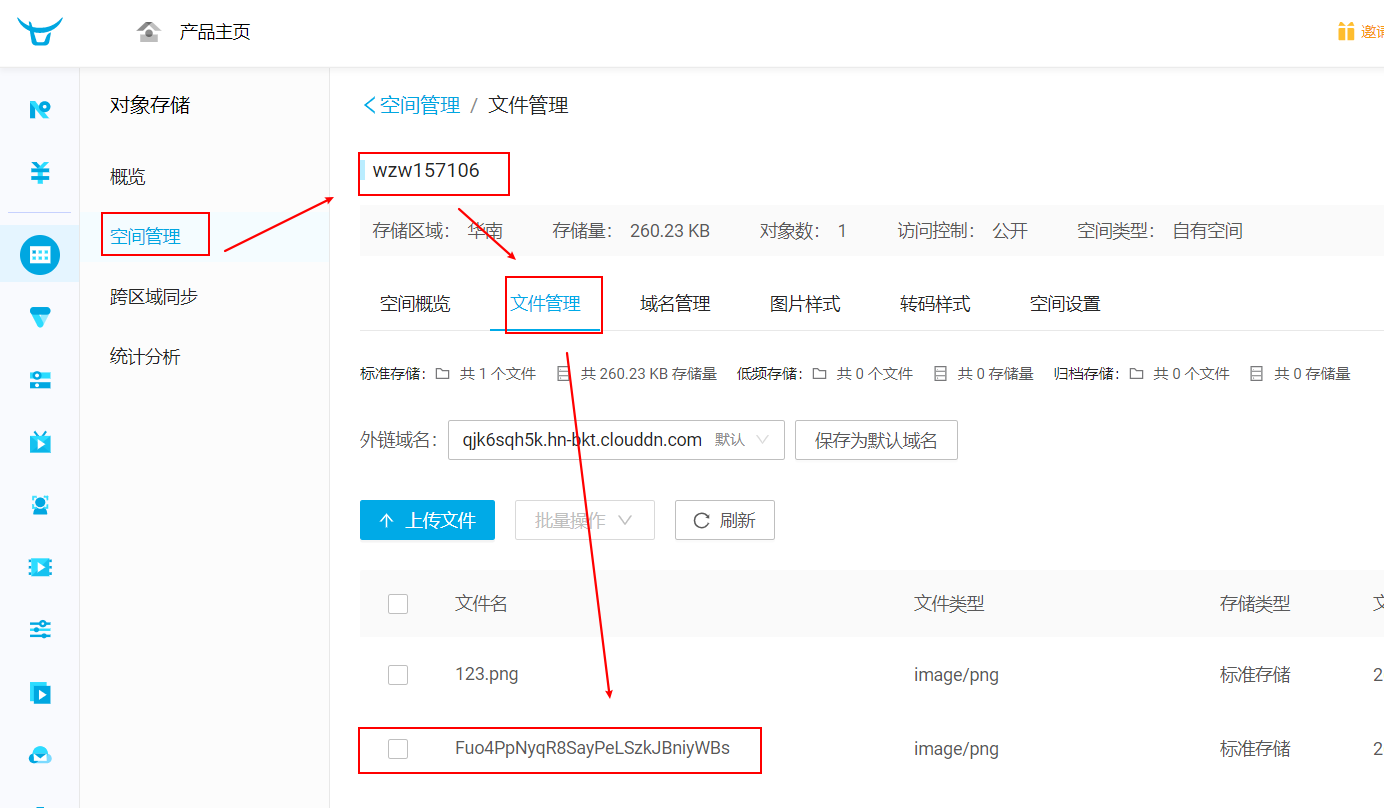 产品主页
对象存储
概览
空间管理
跨区域同步
统计分析
空间管理 / 文件管理
wzw157106
存储区域： 华南 存储量： 260.23 KB 对象数： 1 访问控制： 公开 空间类型： 自有空间
空间概览 文件管理 域名管理 图片样式 转码样式 空间设置
标准存储： 共 1 个文件 共 260.23 KB 存储量 低频存储： 共 0 个文件 共 0 存储量 归档存储： 共 0 个文件 共 0 存储量
外链域名： qjk6sqh5k.hn-bkt.clouddn.com 默认 保存为默认域名
上传文件 批量操作 刷新
文件名 文件类型 存储类型
123.png image/png 标准存储 2
Fuo4PpNyqR8SayPeLSzkJBniyWBs image/png 标准存储 2